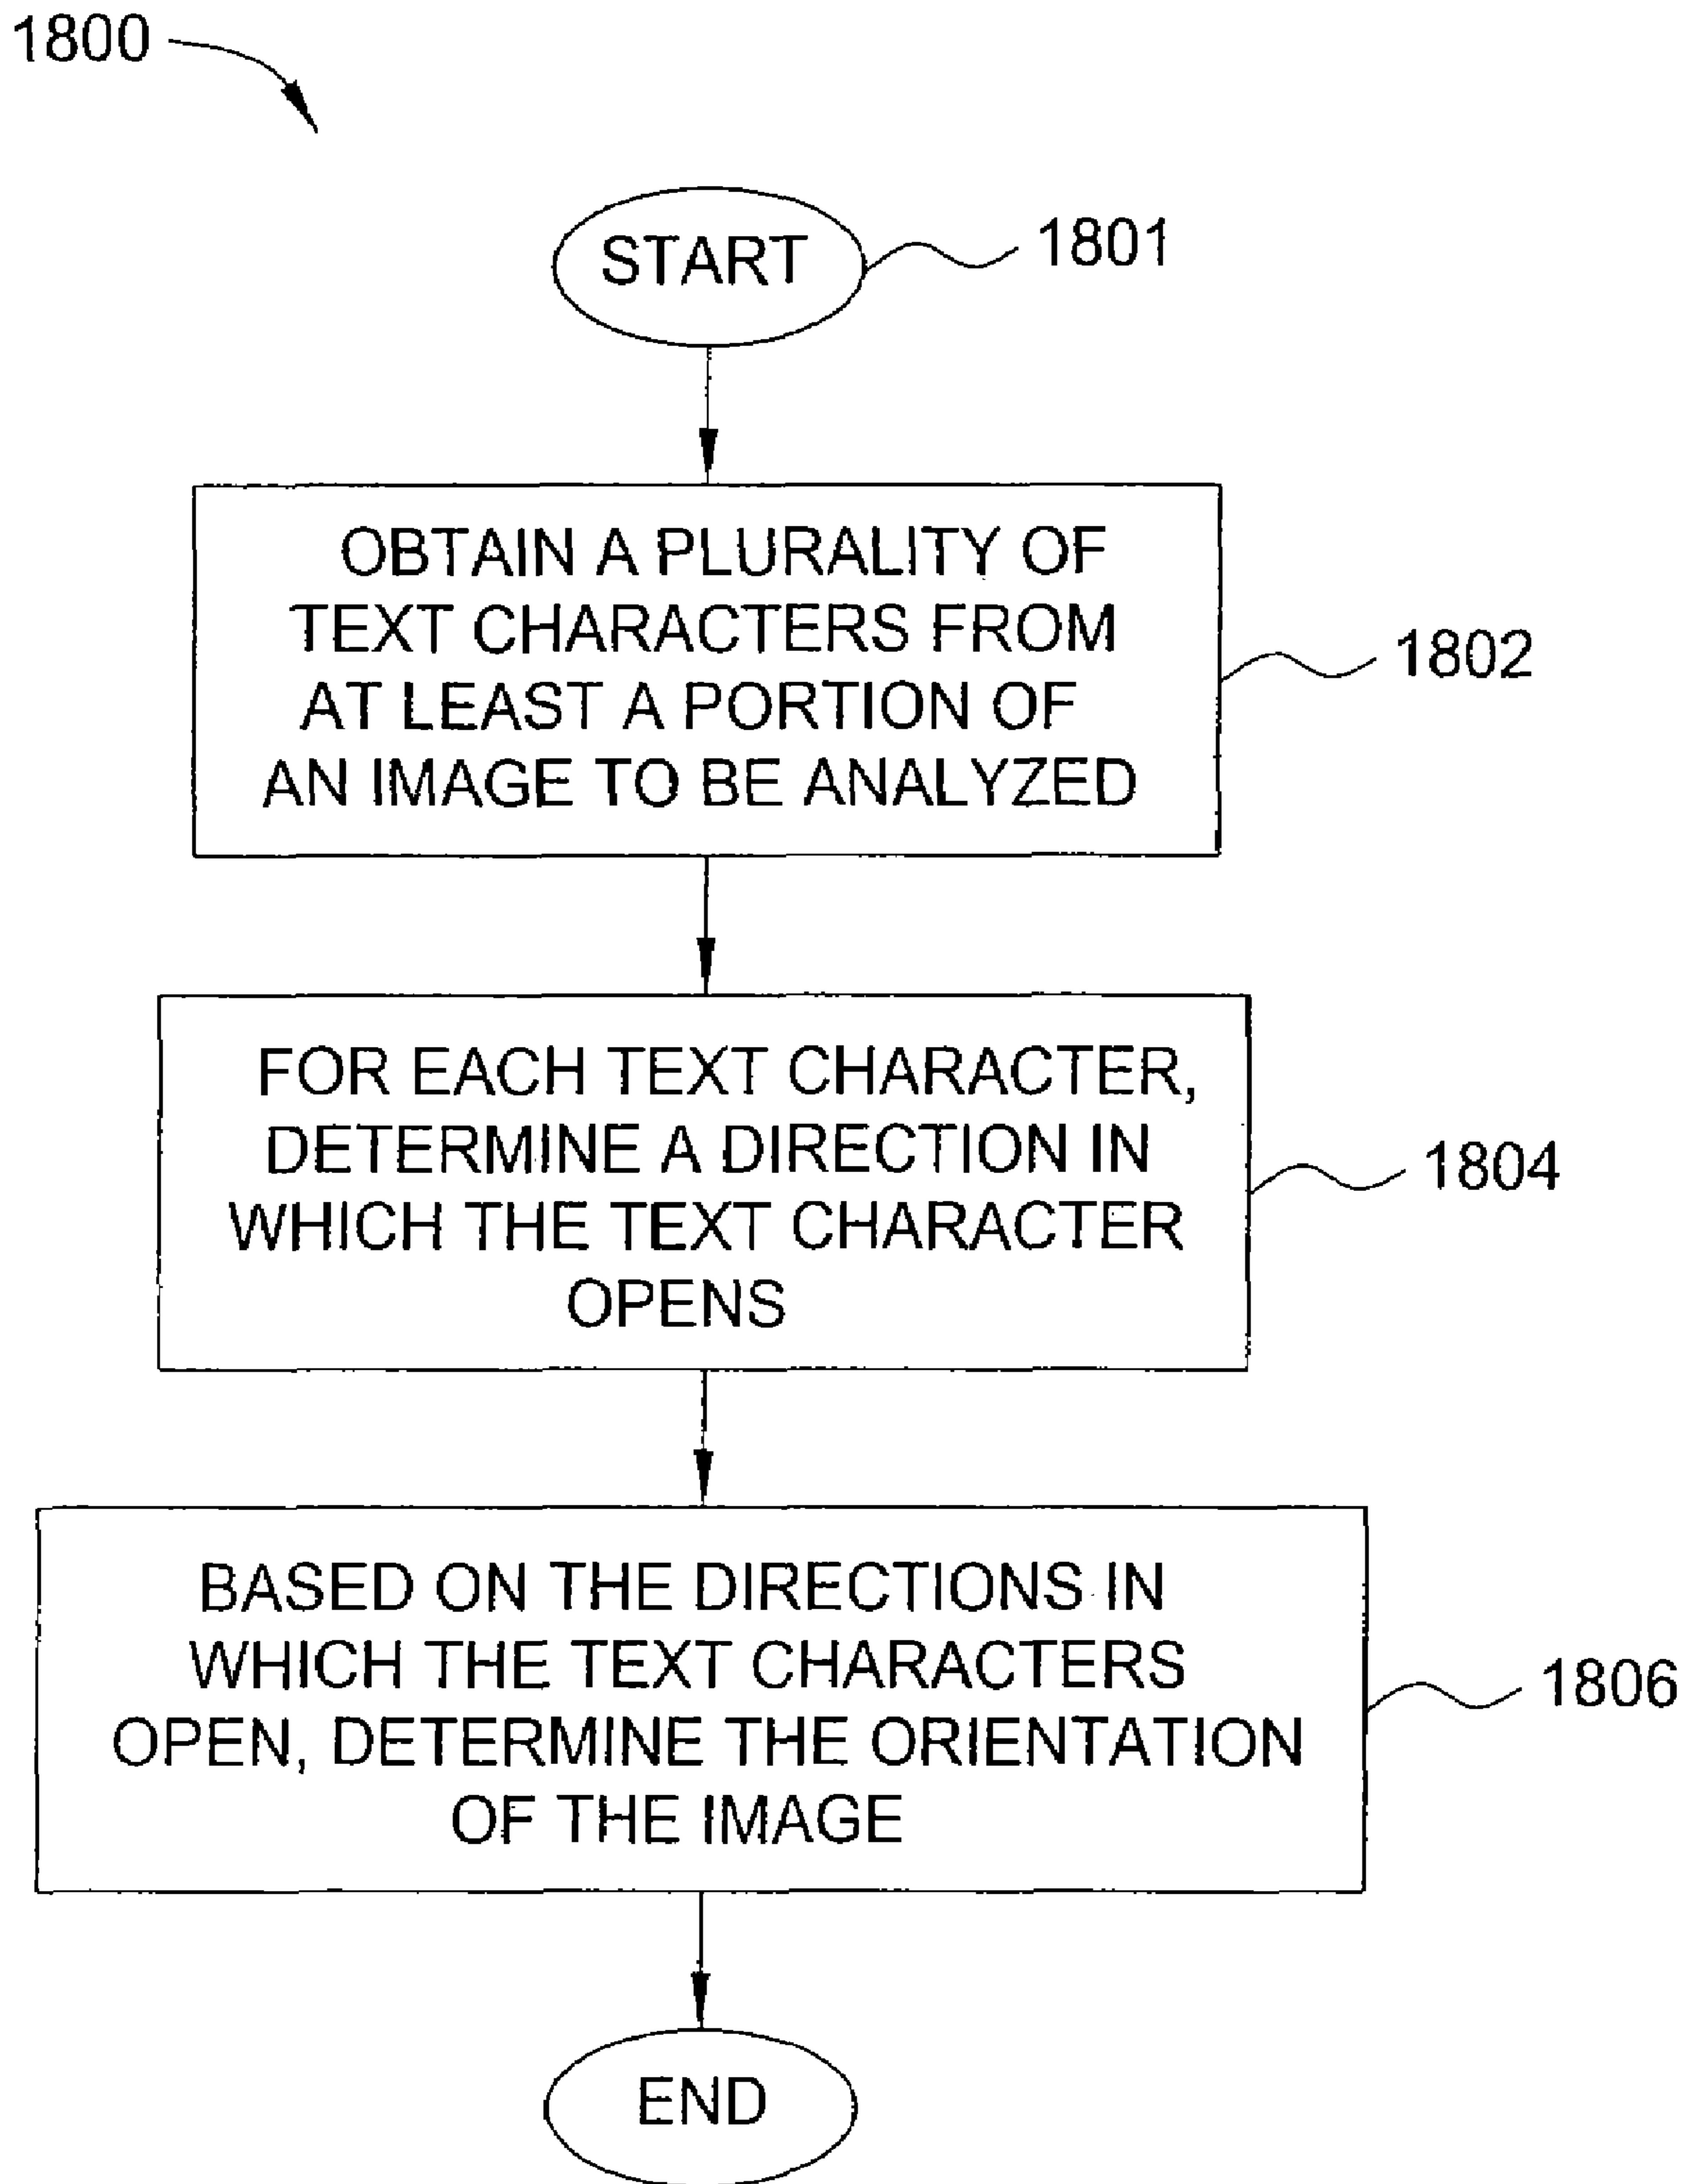 1800
START
1801
OBTAIN A PLURALITY OF
TEXT CHARACTERS FROM
AT LEAST A PORTION OF
AN IMAGE TO BE ANALYZED
1802
FOR EACH TEXT CHARACTER,
DETERMINE A DIRECTION IN
WHICH THE TEXT CHARACTER
OPENS
1804
BASED ON THE DIRECTIONS IN
WHICH THE TEXT CHARACTERS
OPEN, DETERMINE THE ORIENTATION
OF THE IMAGE
1806
END